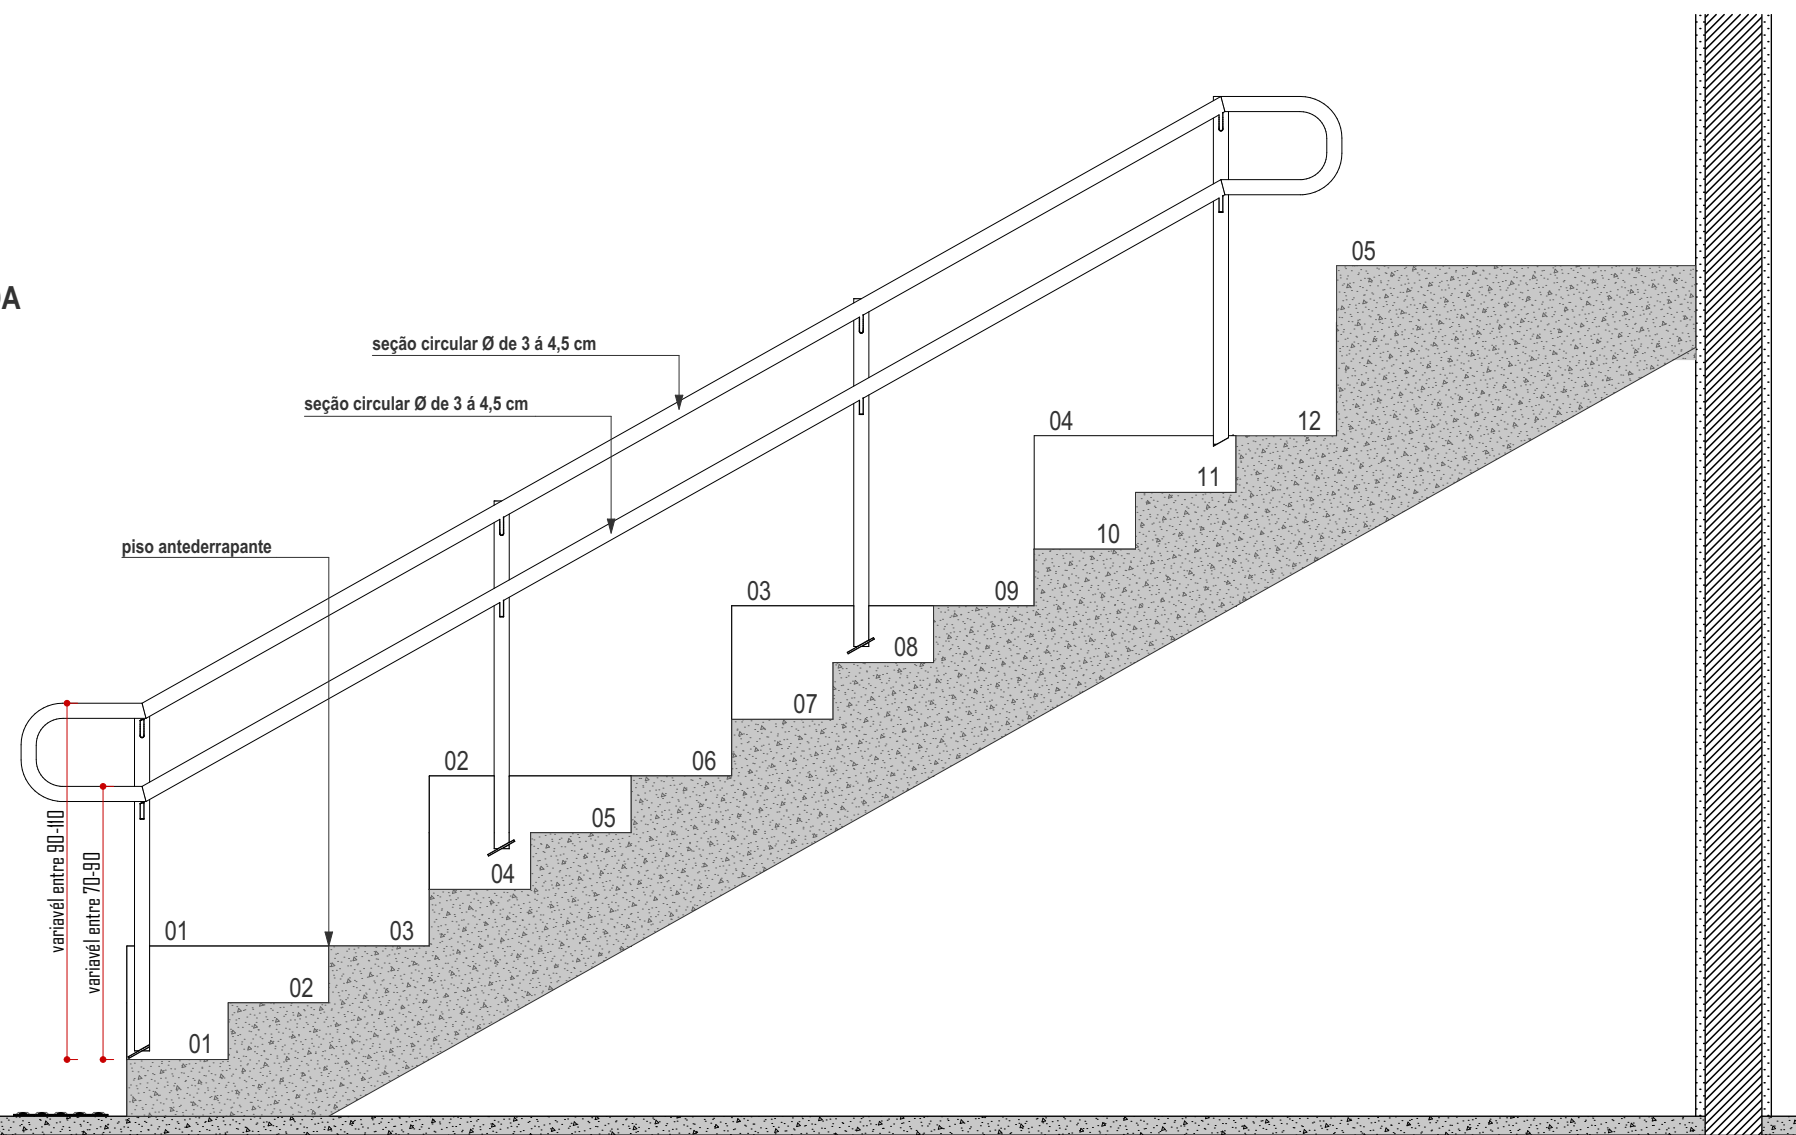 05
0A
seção circular Ø de 3 á 4,5 cm
seção circular Ø de 3 á 4,5 cm
04
12
11
piso antederrapante
10
03
09
08
07
02
06
05
variavél entre 90-110
variavél entre 70-90
04
01
03
02
01